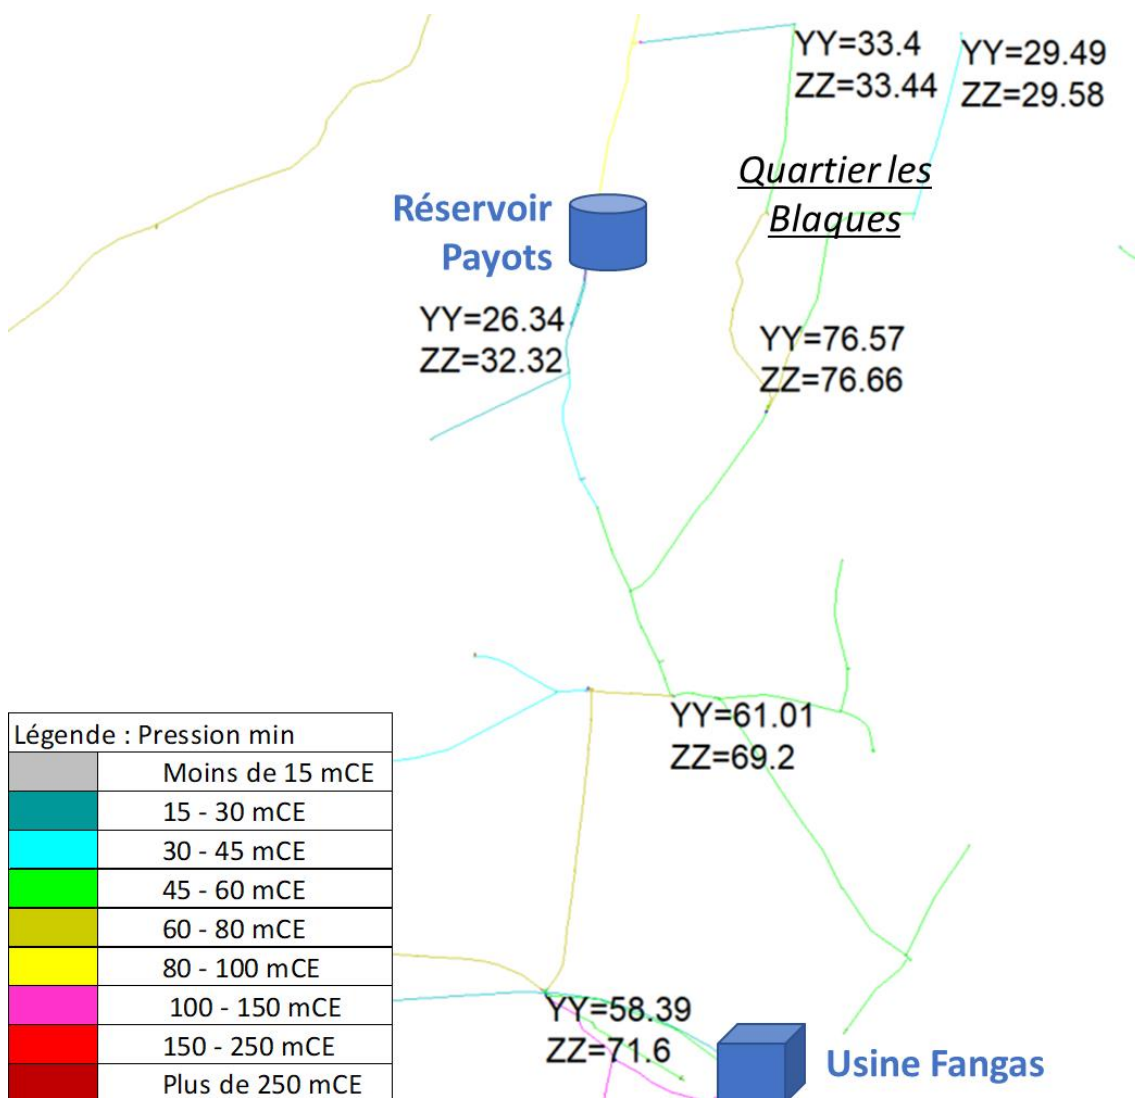 YY=33.4
ZZ=33.44
YY=29.49
ZZ=29.58
Quartier les
Blaques
Réservoir
Payots
YY=26.34
ZZ=32.32
YY=76.57
ZZ=76.66
YY=61.01
ZZ=69.2
Légende : Pression min
Moins de 15 mCE
15 - 30 mCE
30 - 45 mCE
45 - 60 mCE
60 - 80 mCE
80 - 100 mCE
100 - 150 mCE
150 - 250 mCE
Plus de 250 mCE
YY=58.39
ZZ=71.6
Usine Fangas